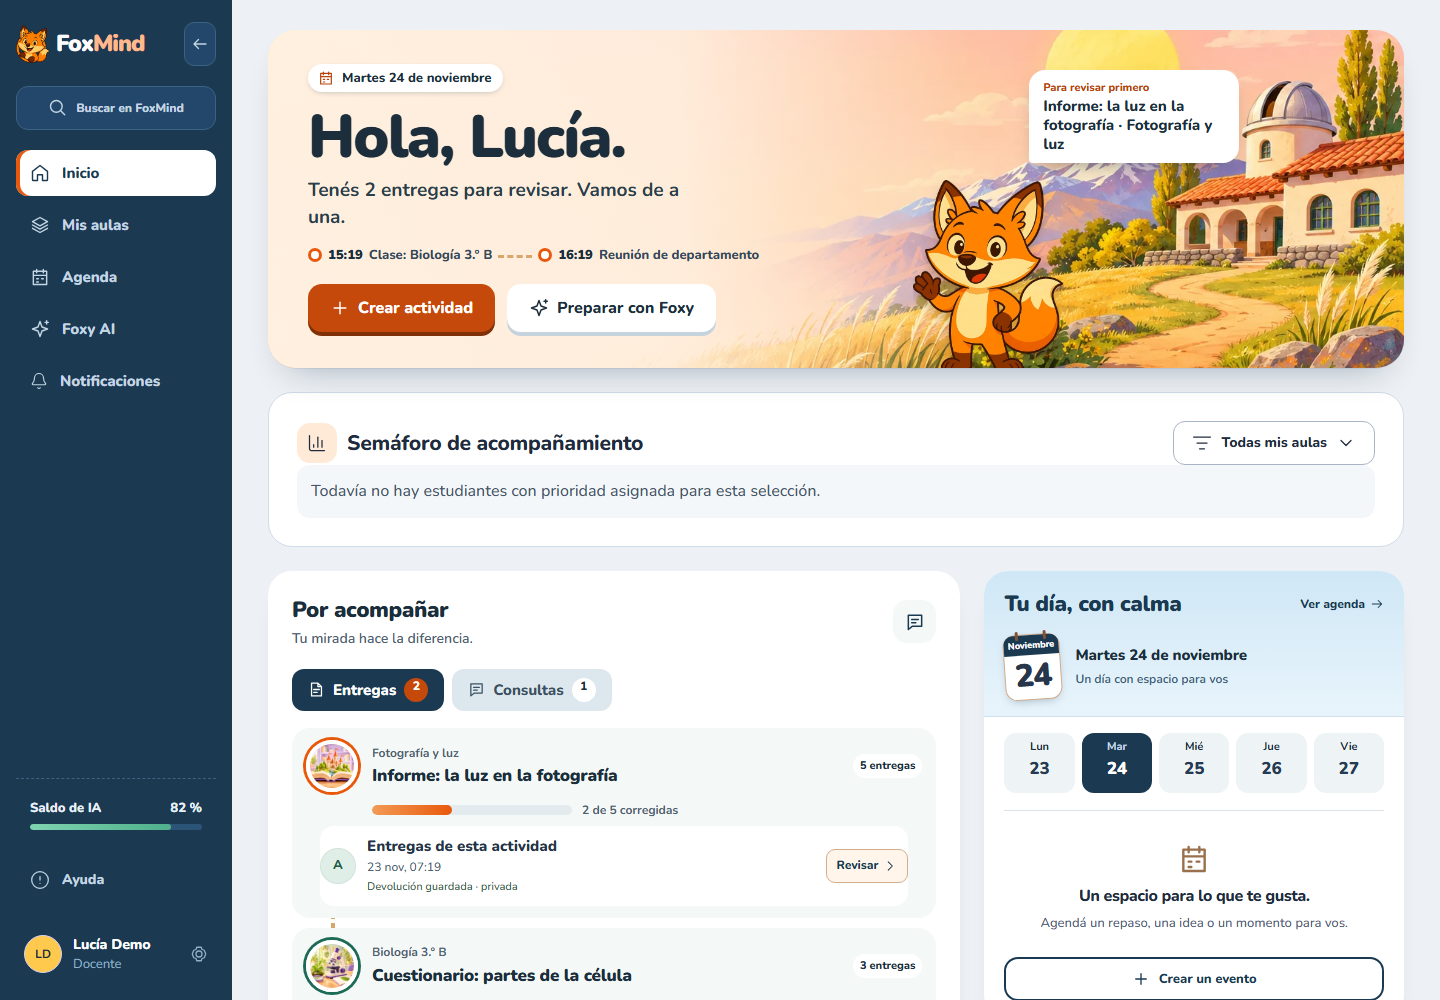 FoxMind
Buscar en FoxMind
Inicio
Mis aulas
Agenda
Foxy AI
Notificaciones
Saldo de IA 82 %
Ayuda
LD
Lucía Demo
Docente
Martes 24 de noviembre
Hola, Lucía.
Tenés 2 entregas para revisar. Vamos de a
una.
15:19 Clase: Biología 3.° B 16:19 Reunión de departamento
Crear actividad
Preparar con Foxy
Para revisar primero
Informe: la luz en la
fotografía · Fotografía y
luz
Semáforo de acompañamiento
Todas mis aulas
Todavía no hay estudiantes con prioridad asignada para esta selección.
Por acompañar
Tu mirada hace la diferencia.
Entregas 2
Consultas 1
Fotografía y luz
Informe: la luz en la fotografía
5 entregas
2 de 5 corregidas
A
Entregas de esta actividad
23 nov, 07:19
Devolución guardada · privada
Revisar
Biología 3.° B
Cuestionario: partes de la célula
3 entregas
Tu día, con calma
Ver agenda
Noviembre
24
Martes 24 de noviembre
Un día con espacio para vos
Lun Mar Mié Jue Vie
23 24 25 26 27
Un espacio para lo que te gusta.
Agendá un repaso, una idea o un momento para vos.
Crear un evento